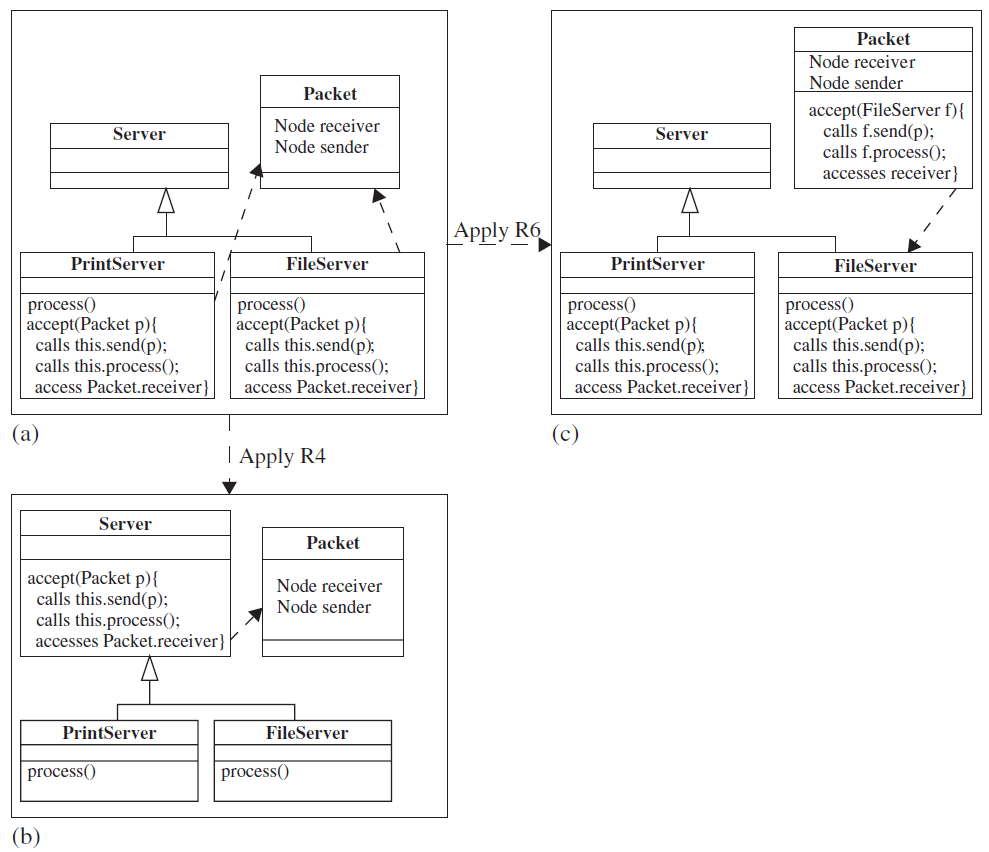 Packet
Node receiver
Node sender
Server
PrintServer
process()
accept(Packet p){
calls this.send(p);
calls this.process();
access Packet.receiver}
FileServer
process()
accept(Packet p){
calls this.send(p);
calls this.process();
access Packet.receiver}
(a)
Apply R6
Packet
Node receiver
Node sender
accept(FileServer f){
calls f.send(p);
calls f.process();
accesses receiver}
Server
PrintServer
process()
accept(Packet p){
calls this.send(p);
calls this.process();
access Packet.receiver}
FileServer
process()
accept(Packet p){
calls this.send(p);
calls this.process();
access Packet.receiver}
(c)
Apply R4
Server
accept(Packet p){
calls this.send(p);
calls this.process();
accesses Packet.receiver}
Packet
Node receiver
Node sender
PrintServer
process()
FileServer
process()
(b)